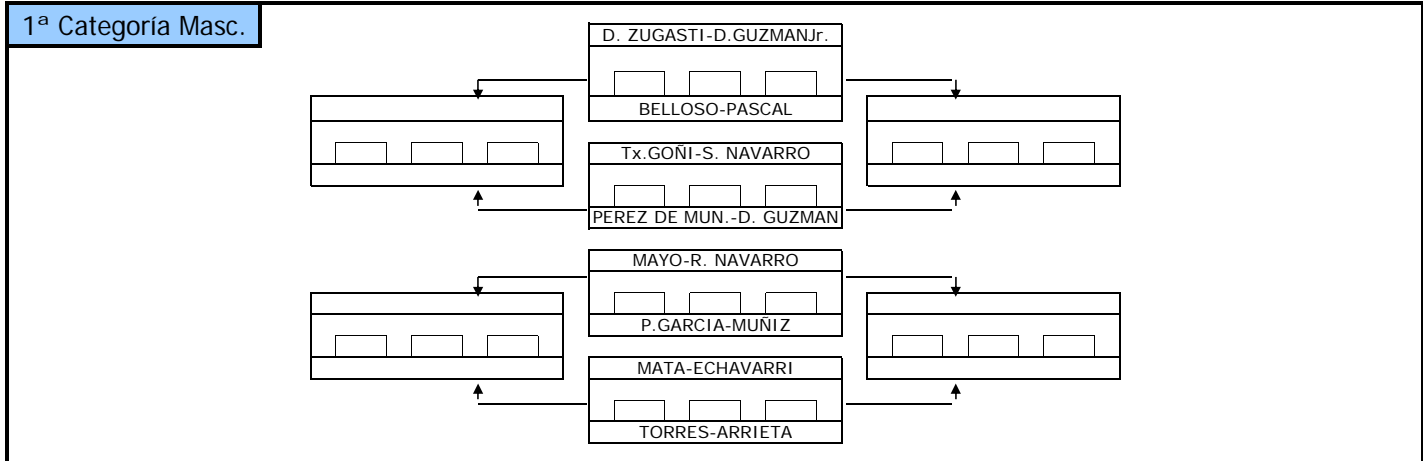 1ª Categoría Masc.
D. ZUGASTI-D.GUZMANJr.
BELLOSO-PASCAL
Tx.GOÑI-S. NAVARRO
PEREZ DE MUN.-D. GUZMAN
MAYO-R. NAVARRO
P.GARCIA-MUÑIZ
MATA-ECHAVARRI
TORRES-ARRIETA